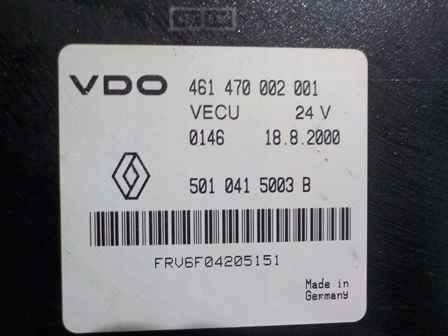 VDO 461 470 002 001
VECU 24 V
0146 18.8.2000
501 041 5003 B
FRV6F04205151
Made in
Germany